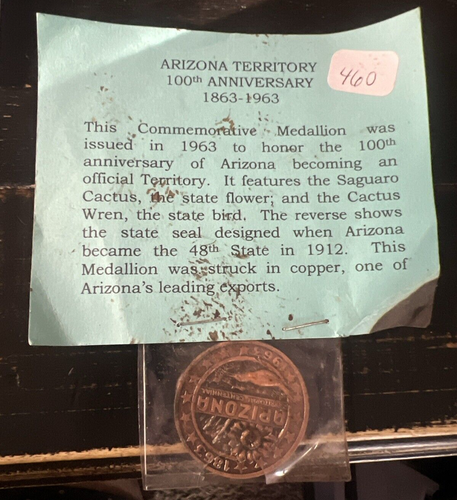 ARIZONA TERRITORY
100th ANNIVERSARY
1863-1963
460
This Commemorative Medallion was
issued in 1963 to honor the 100th
anniversary of Arizona becoming an
official Territory. It features the Saguaro
Cactus, the state flower; and the Cactus
Wren, the state bird. The reverse shows
the state seal designed when Arizona
became the 48th State in 1912. This
Medallion was struck in copper, one of
Arizona's leading exports.
1863
ARIZONA